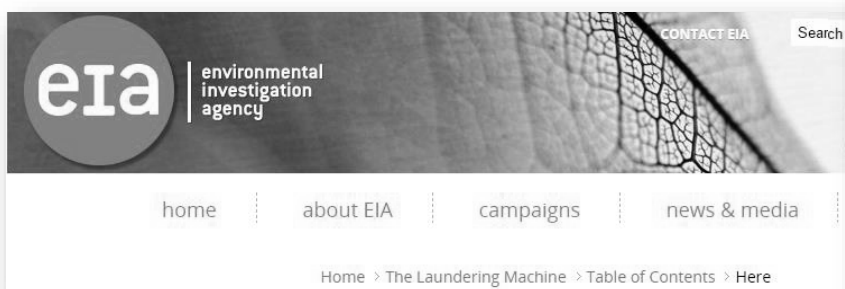 CONTACT EIA
Search
eia
environmental
investigation
agency
home about EIA campaigns news & media
Home > The Laundering Machine > Table of Contents > Here